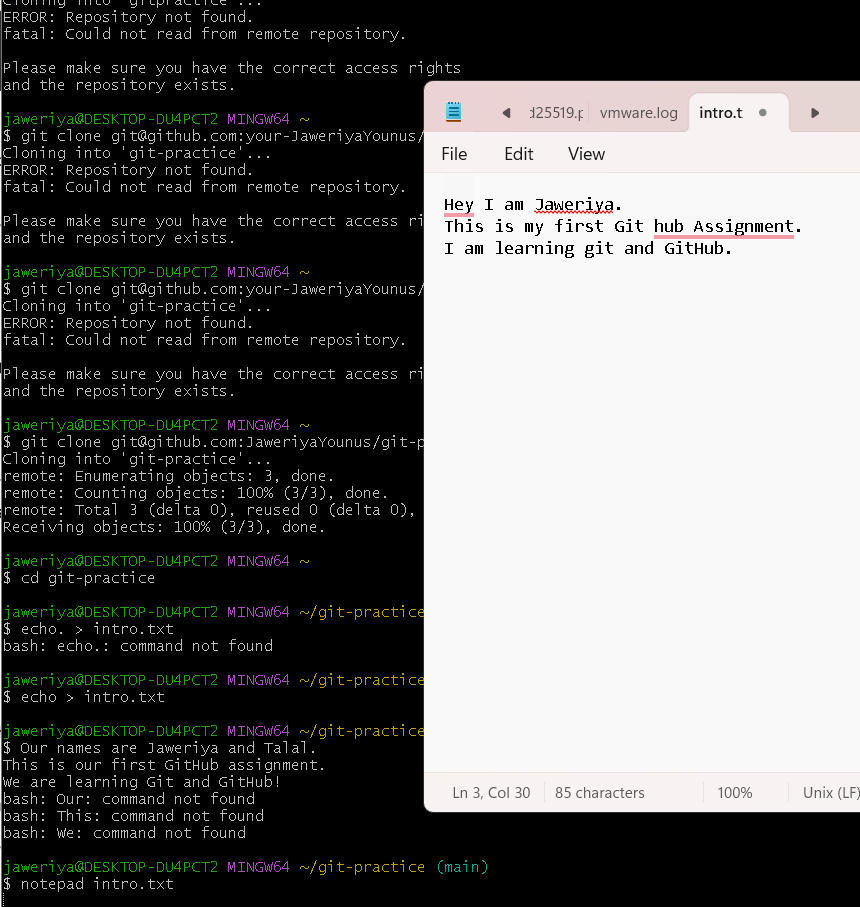 Cloning into 'gitpractice'...
ERROR: Repository not found.
fatal: Could not read from remote repository.
Please make sure you have the correct access rights
and the repository exists.
jaweriya@DESKTOP-DU4PCT2 MINGW64 ~
$ git clone git@github.com:your-JaweriyaYounus/
Cloning into 'git-practice'...
ERROR: Repository not found.
fatal: Could not read from remote repository.
Please make sure you have the correct access ri
and the repository exists.
jaweriya@DESKTOP-DU4PCT2 MINGW64 ~
$ git clone git@github.com:your-JaweriyaYounus/
Cloning into 'git-practice'...
ERROR: Repository not found.
fatal: Could not read from remote repository.
Please make sure you have the correct access ri
and the repository exists.
jaweriya@DESKTOP-DU4PCT2 MINGW64 ~
$ git clone git@github.com:JaweriyaYounus/git-p
Cloning into 'git-practice'...
remote: Enumerating objects: 3, done.
remote: Counting objects: 100% (3/3), done.
remote: Total 3 (delta 0), reused 0 (delta 0),
Receiving objects: 100% (3/3), done.
jaweriya@DESKTOP-DU4PCT2 MINGW64 ~
$ cd git-practice
jaweriya@DESKTOP-DU4PCT2 MINGW64 ~/git-practice
$ echo. > intro.txt
bash: echo.: command not found
jaweriya@DESKTOP-DU4PCT2 MINGW64 ~/git-practice
$ echo > intro.txt
jaweriya@DESKTOP-DU4PCT2 MINGW64 ~/git-practice
$ Our names are Jaweriya and Talal.
This is our first GitHub assignment.
We are learning Git and GitHub!
bash: Our: command not found
bash: This: command not found
bash: We: command not found
jaweriya@DESKTOP-DU4PCT2 MINGW64 ~/git-practice (main)
$ notepad intro.txt
d25519.p vmware.log intro.t
File Edit View
Hey I am Jaweriya.
This is my first Git hub Assignment.
I am learning git and GitHub.
Ln 3, Col 30 85 characters 100% Unix (LF)